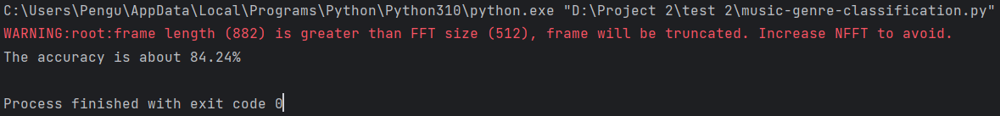 C:\Users\Pengu\AppData\Local\Programs\Python\Python310\python.exe "D:\Project 2\test 2\music-genre-classification.py"
WARNING:root:frame length (882) is greater than FFT size (512), frame will be truncated. Increase NFFT to avoid.
The accuracy is about 84.24%
Process finished with exit code 0